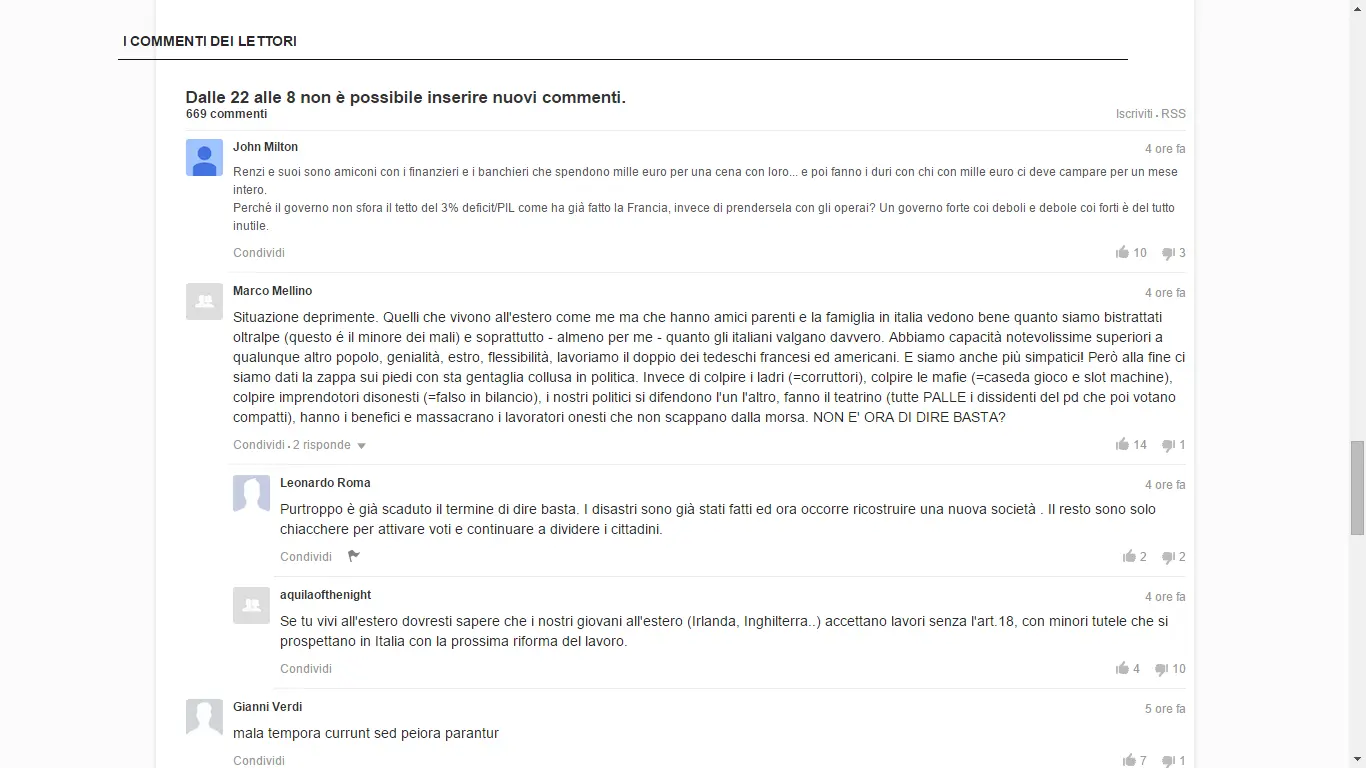 I COMMENTI DEI LETTORI
Dalle 22 alle 8 non è possibile inserire nuovi commenti.
669 commenti
Iscriviti • RSS
John Milton
4 ore fa
Renzi e suoi sono amiconi con i finanzieri e i banchieri che spendono mille euro per una cena con loro... e poi fanno i duri con chi con mille euro ci deve campare per un mese
intero.
Perché il governo non sfora il tetto del 3% deficit/PIL come ha già fatto la Francia, invece di prendersela con gli operai? Un governo forte coi deboli e debole coi forti è del tutto
inutile.
Condividi
10
3
Marco Mellino
4 ore fa
Situazione deprimente. Quelli che vivono all'estero come me ma che hanno amici parenti e la famiglia in italia vedono bene quanto siamo bistrattati
oltralpe (questo é il minore dei mali) e soprattutto - almeno per me - quanto gli italiani valgano davvero. Abbiamo capacità notevolissime superiori a
qualunque altro popolo, genialità, estro, flessibilità, lavoriamo il doppio dei tedeschi francesi ed americani. E siamo anche più simpatici! Però alla fine ci
siamo dati la zappa sui piedi con sta gentaglia collusa in politica. Invece di colpire i ladri (=corruttori), colpire le mafie (=caseda gioco e slot machine),
colpire imprendotori disonesti (=falso in bilancio), i nostri politici si difendono l'un l'altro, fanno il teatrino (tutte PALLE i dissidenti del pd che poi votano
compatti), hanno i benefici e massacrano i lavoratori onesti che non scappano dalla morsa. NON E' ORA DI DIRE BASTA?
Condividi • 2 risponde
14
1
Leonardo Roma
4 ore fa
Purtroppo è già scaduto il termine di dire basta. I disastri sono già stati fatti ed ora occorre ricostruire una nuova società . Il resto sono solo
chiacchere per attivare voti e continuare a dividere i cittadini.
Condividi
2
2
aquilaofthenight
4 ore fa
Se tu vivi all'estero dovresti sapere che i nostri giovani all'estero (Irlanda, Inghilterra..) accettano lavori senza l'art.18, con minori tutele che si
prospettano in Italia con la prossima riforma del lavoro.
Condividi
4
10
Gianni Verdi
5 ore fa
mala tempora currunt sed peiora parantur
Condividi
7
1